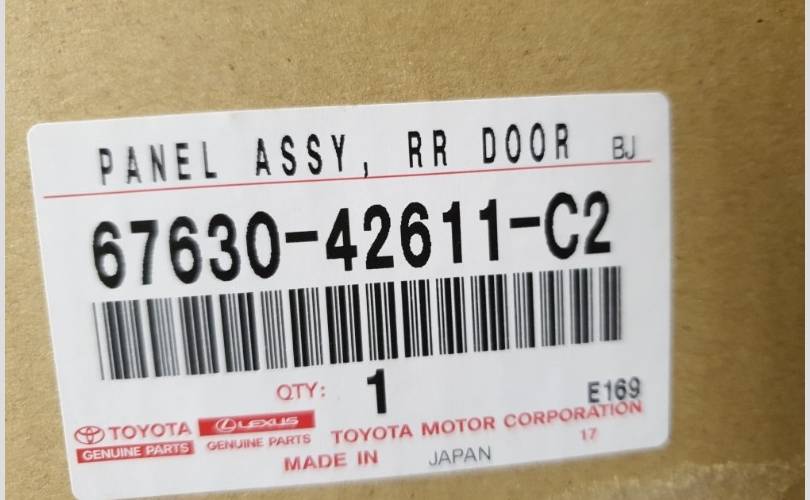 PANEL ASSY, RR DOOR BJ
67630-42611-C2
QTY: 1
E169
TOYOTA LEXUS TOYOTA MOTOR CORPORATION
GENUINE PARTS GENUINE PARTS 17
MADE IN JAPAN